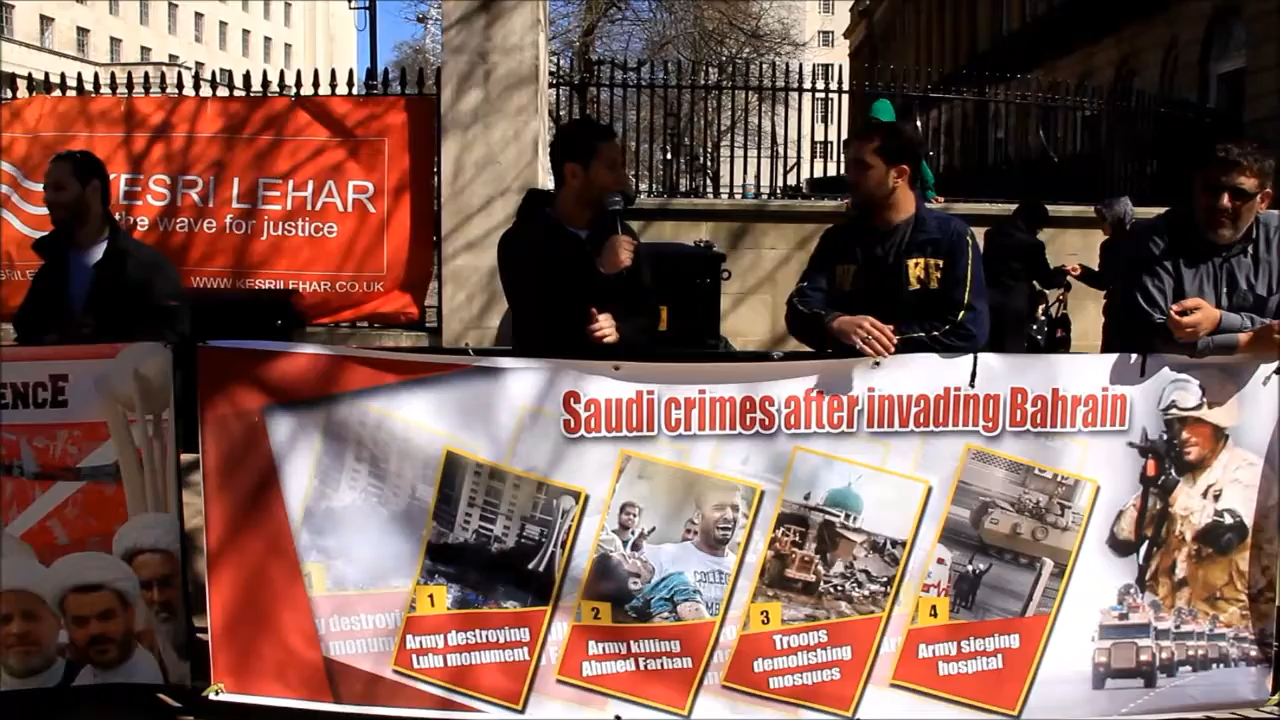 KESRI LEHAR
the wave for justice
WWW.KESRILEHAR.CO.UK
FF
ENCE
Saudi crimes after invading Bahrain
1
Army destroying
Lulu monument
2
Army killing
Ahmed Farhan
3
Troops
demolishing
mosques
4
Army sieging
hospital